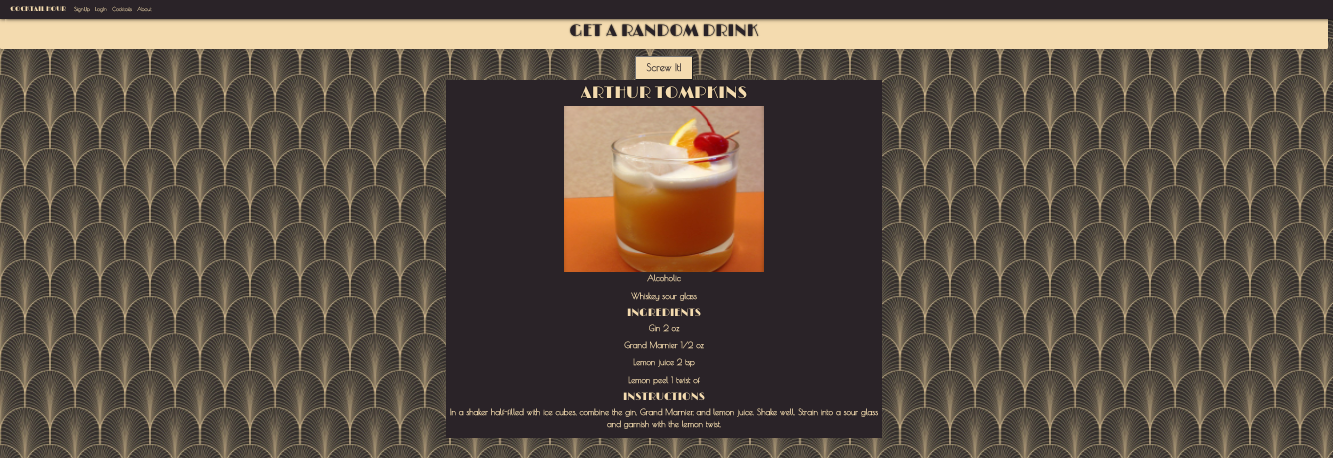 COCKTAIL HOUR SignUp Login Cocktails About
GET A RANDOM DRINK
Screw It!
ARTHUR TOMPKINS
Alcoholic
Whiskey sour glass
INGREDIENTS
Gin 2 oz
Grand Marnier 1/2 oz
Lemon juice 2 tsp
Lemon peel 1 twist of
INSTRUCTIONS
In a shaker half-filled with ice cubes, combine the gin, Grand Marnier, and lemon juice. Shake well. Strain into a sour glass
and garnish with the lemon twist.